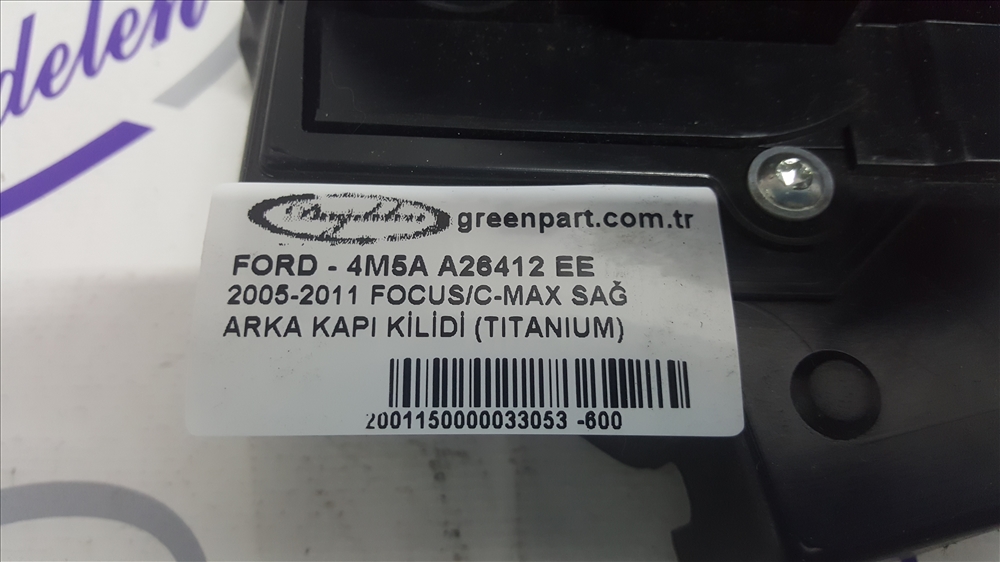 delen
greenpart.com.tr
FORD - 4M5A A26412 EE
2005-2011 FOCUS/C-MAX SAĞ
ARKA KAPI KİLİDİ (TITANIUM)
2001150000033053 -600